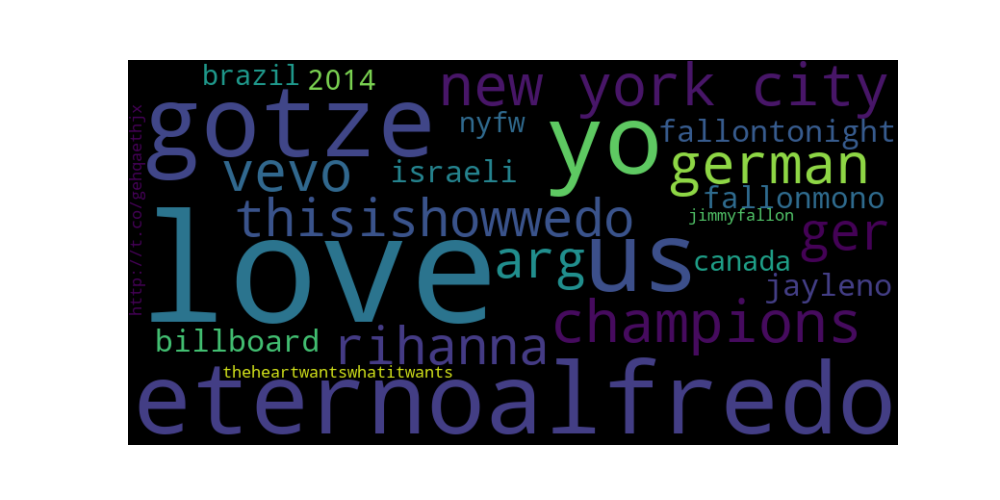 brazil
2014
new york city
gotze
nyfw
yo
fallontonight
vevo
israeli
german
fallonmono
thisishowwedo
jimmyfallon
love
arg
us
ger
canada
jayleno
billboard
rihanna
champions
theheartwantswhatitwants
eternoalfredo
http://t.co/gehqaethjx